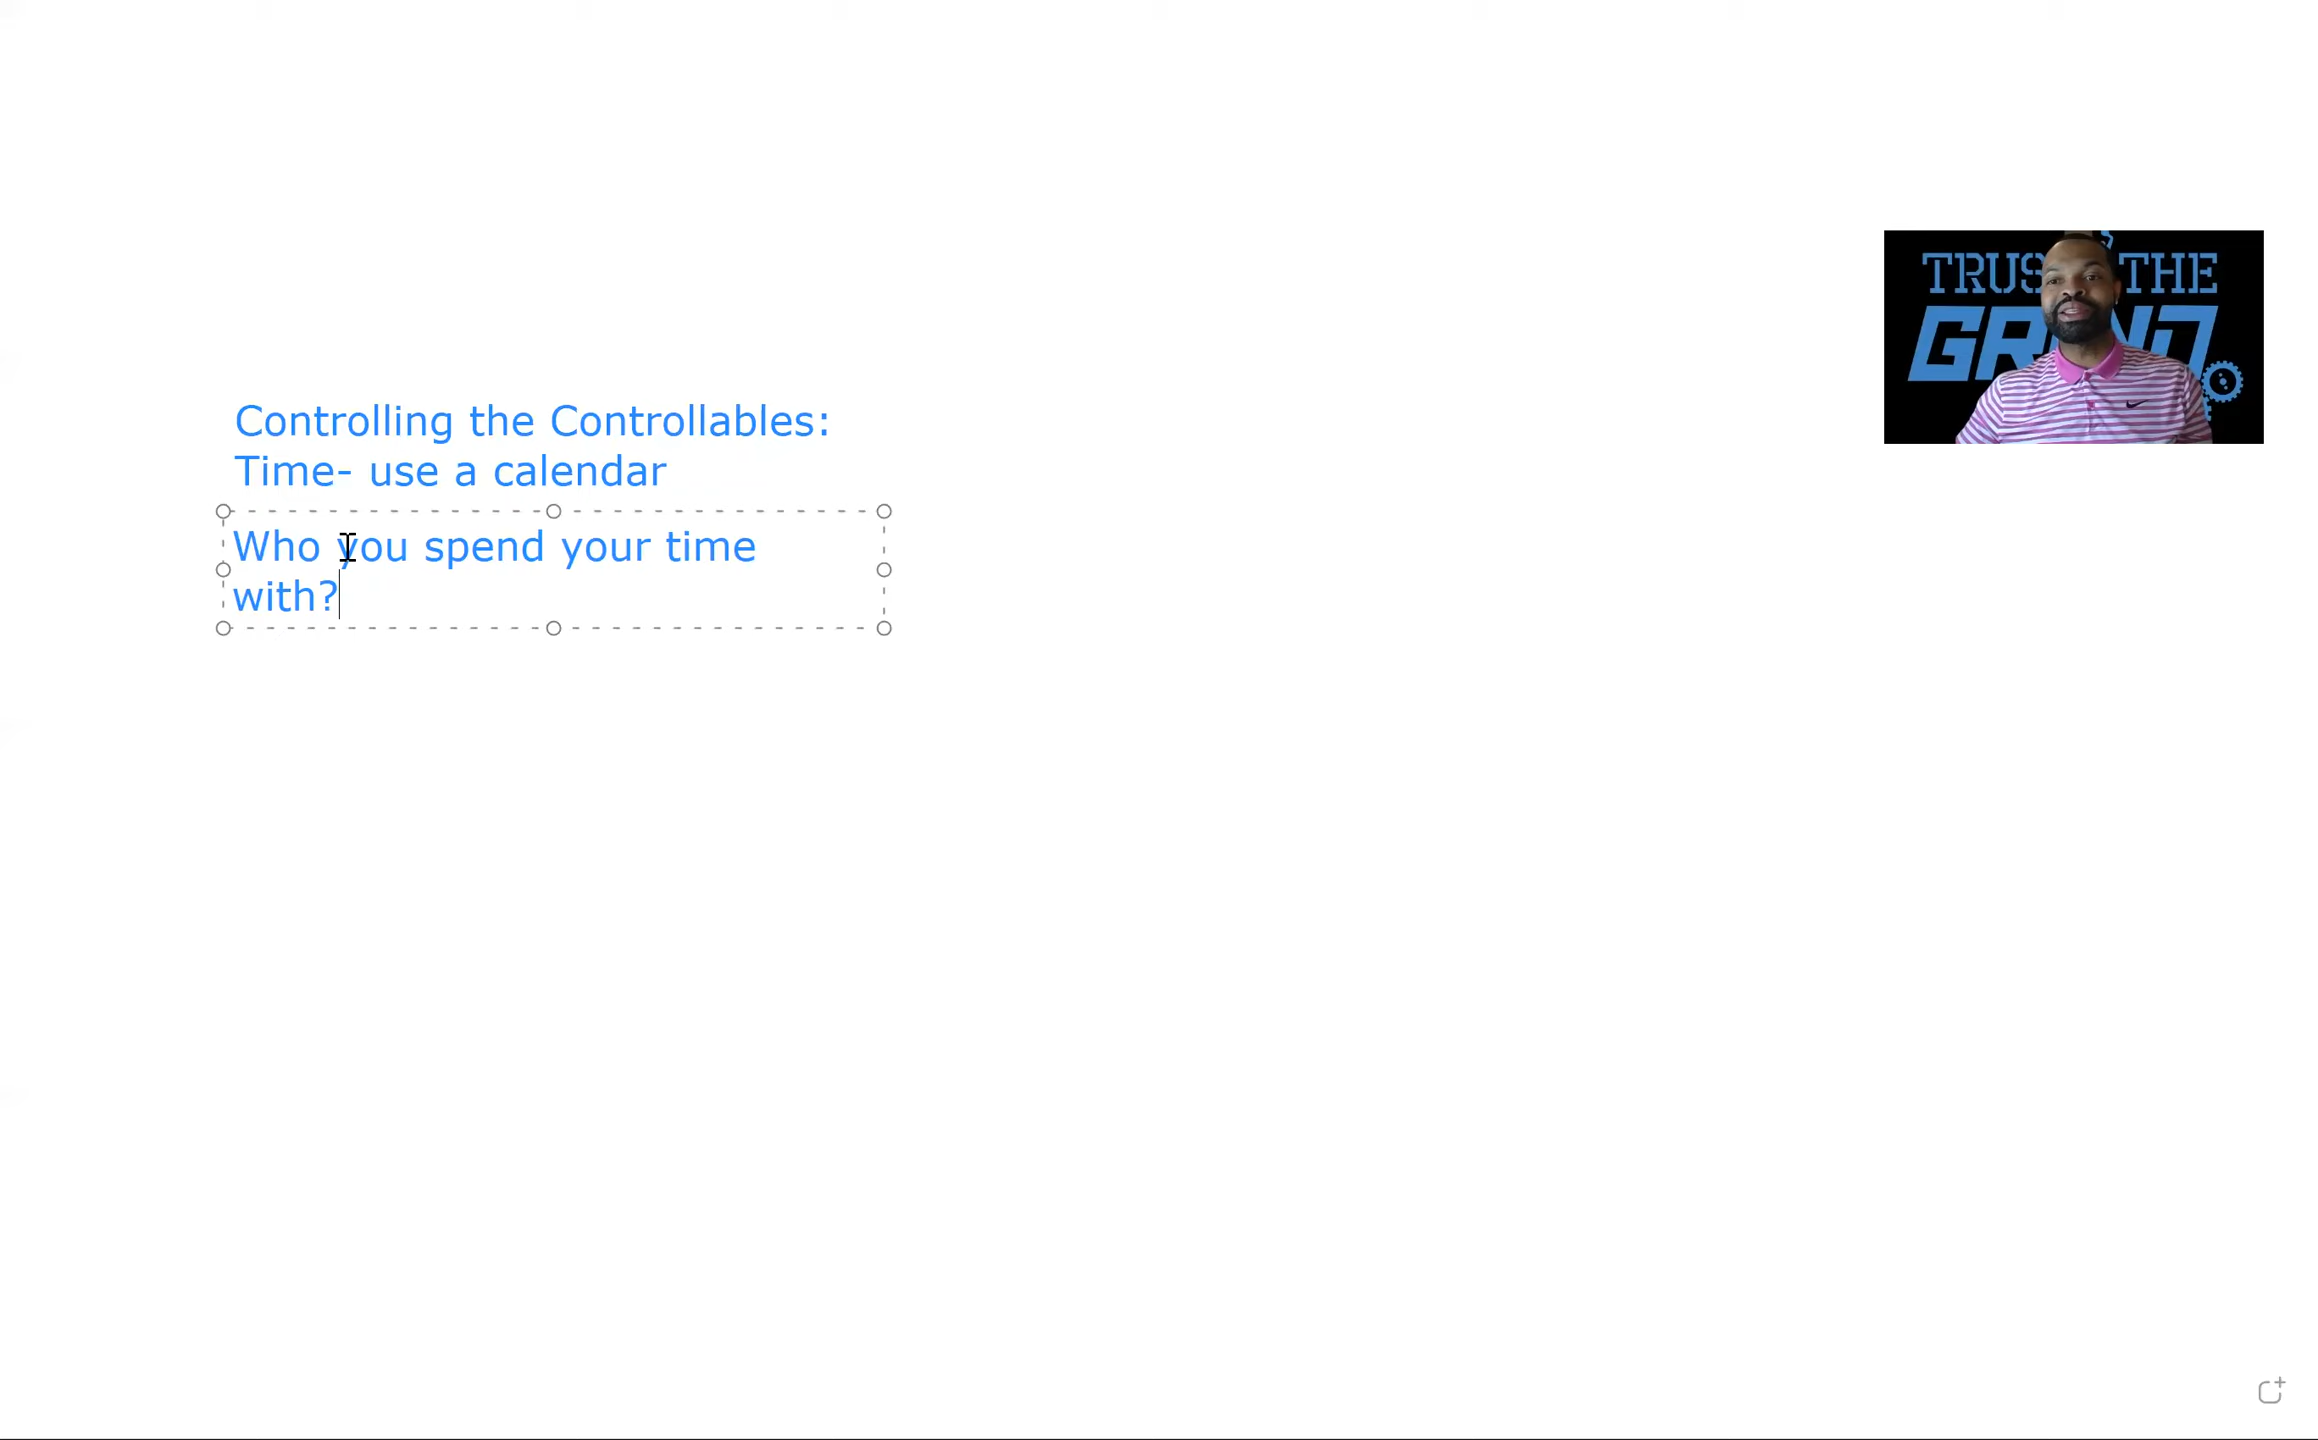 TRUST THE
GRIND
Controlling the Controllables:
Time- use a calendar
Who you spend your time
with?